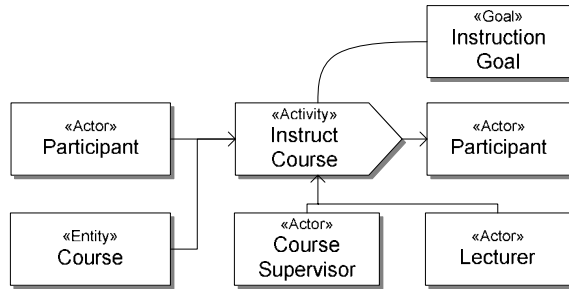 «Goal»
Instruction
Goal
«Actor»
Participant
«Activity»
Instruct
Course
«Actor»
Participant
«Entity»
Course
«Actor»
Course
Supervisor
«Actor»
Lecturer